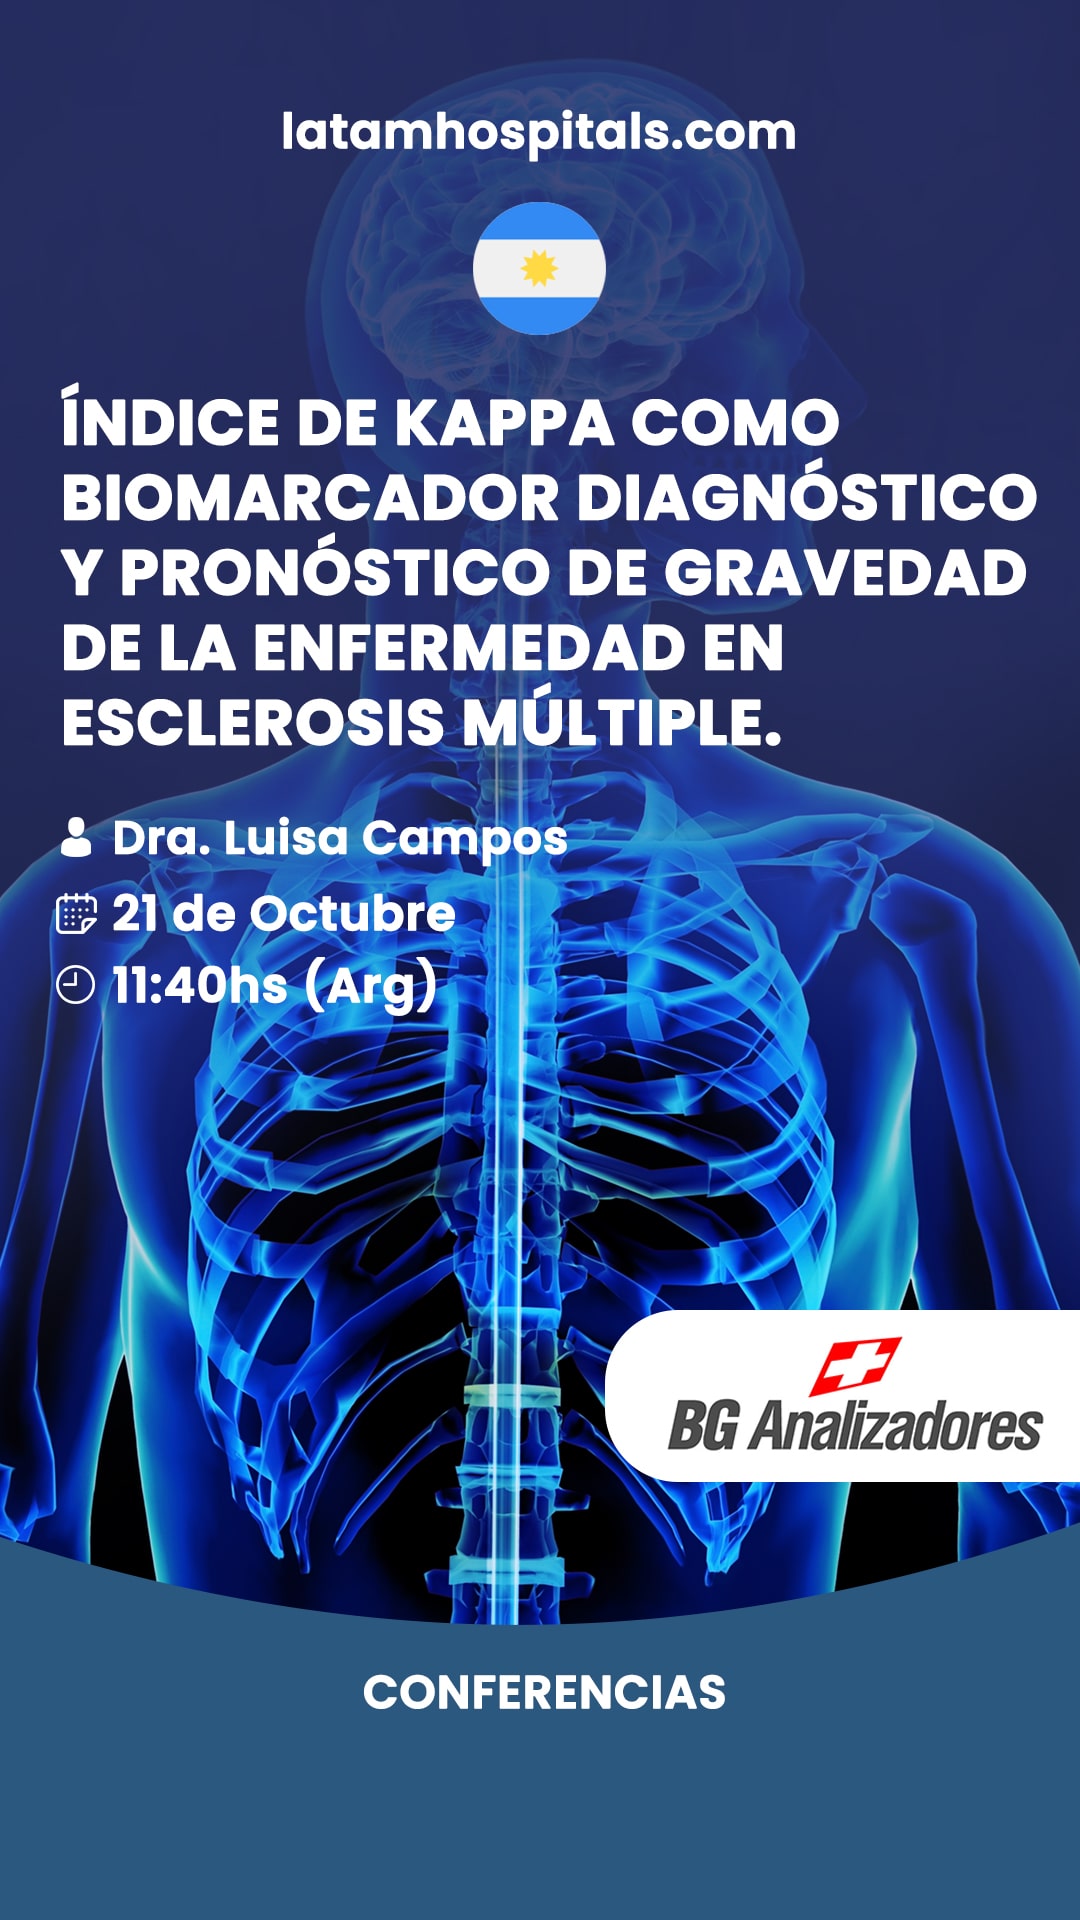 latamhospitals.com
ÍNDICE DE KAPPA COMO
BIOMARCADOR DIAGNÓSTICO
Y PRONÓSTICO DE GRAVEDAD
DE LA ENFERMEDAD EN
ESCLEROSIS MÚLTIPLE.
Dra. Luisa Campos
21 de Octubre
11:40hs (Arg)
BG Analizadores
CONFERENCIAS